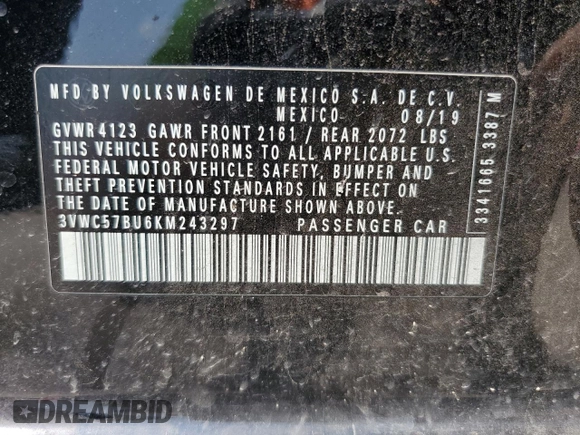 MFD BY VOLKSWAGEN DE MEXICO S.A. DE C.V.
MEXICO 08/19
GVWR 4123 GAWR FRONT 2161 / REAR 2072 LBS
THIS VEHICLE CONFORMS TO ALL APPLICABLE U.S.
FEDERAL MOTOR VEHICLE SAFETY, BUMPER AND
THEFT PREVENTION STANDARDS IN EFFECT ON
THE DATE OF MANUFACTURE SHOWN ABOVE.
3VWC57BU6KM243297 PASSENGER CAR
3341665 3387 M
DREAMBID